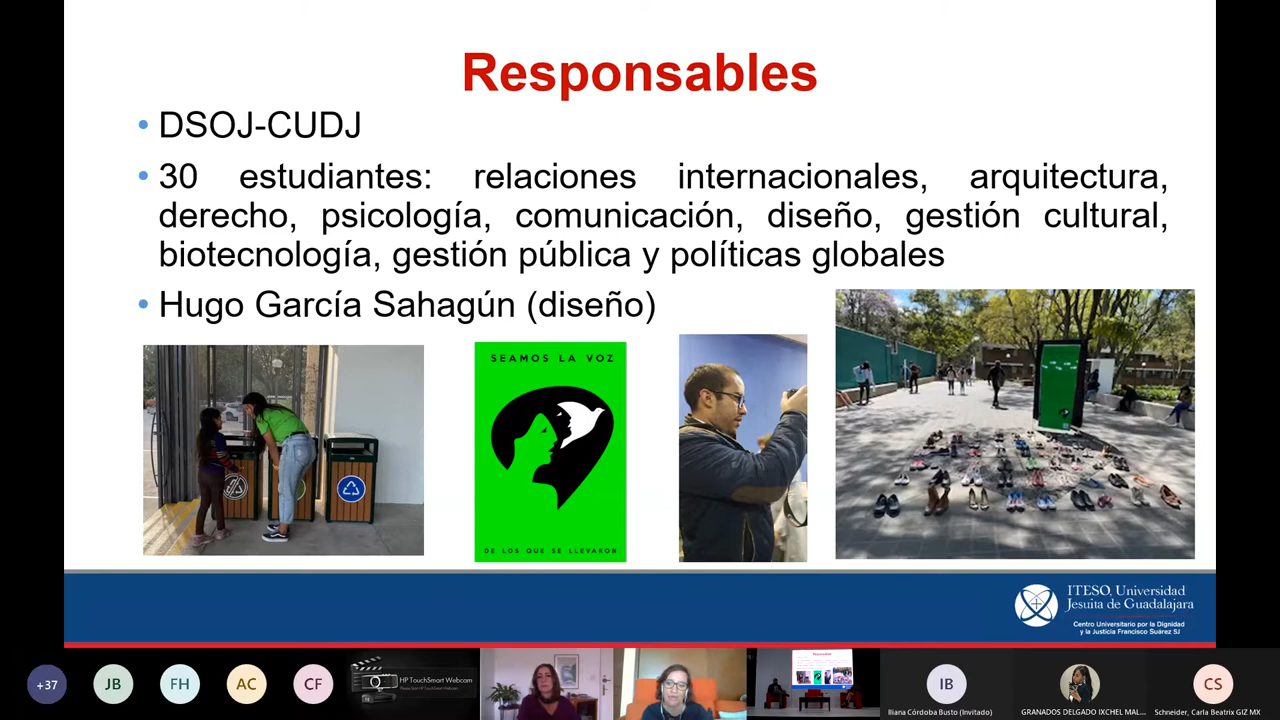 Responsables
• DSOJ-CUDJ
• 30 estudiantes: relaciones internacionales, arquitectura,
derecho, psicología, comunicación, diseño, gestión cultural,
biotecnología, gestión pública y políticas globales
• Hugo García Sahagún (diseño)
SEAMOS LA VOZ
DE LOS QUE SE LLEVARON
ITESO, Universidad
Jesuita de Guadalajara
Centro Universitario por la Dignidad
y la Justicia Francisco Suárez SJ
+37
JB
FH
AC
CF
HP TouchSmart Webcam
Responsables
IB
Iliana Córdoba Busto (Invitado)
GRANADOS DELGADO IXCHEL MAL...
CS
Schneider, Carla Beatrix GIZ MX